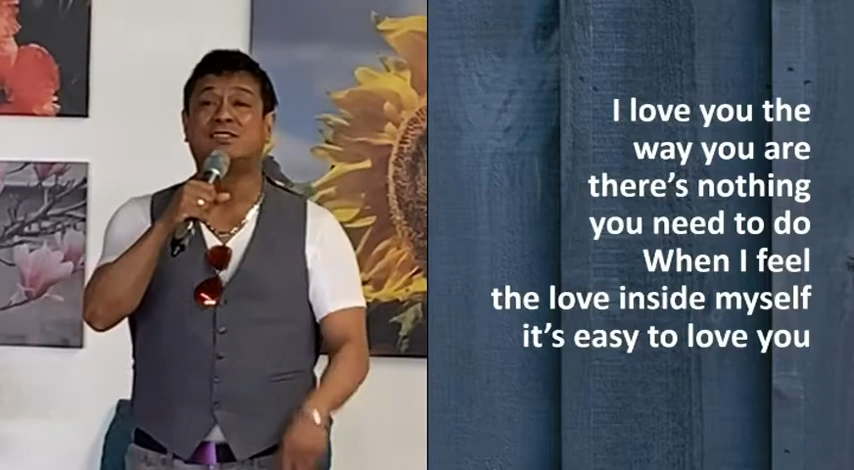 I love you the
way you are
there's nothing
you need to do
When I feel
the love inside myself
it's easy to love you